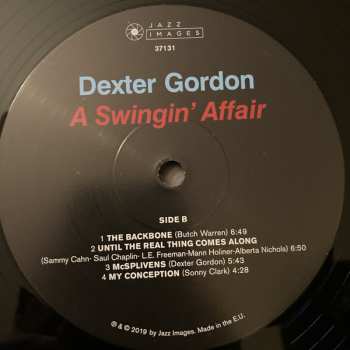 JAZZ
IMAGES
37131
Dexter Gordon
A Swingin' Affair
SIDE B
1 THE BACKBONE (Butch Warren) 6:49
2 UNTIL THE REAL THING COMES ALONG
(Sammy Cahn- Saul Chaplin- L.E. Freeman-Mann Holiner-Alberta Nichols) 6:50
3 McSPLIVENS (Dexter Gordon) 5:43
4 MY CONCEPTION (Sonny Clark) 4:28
℗ & © 2019 by Jazz Images. Made in the E.U.